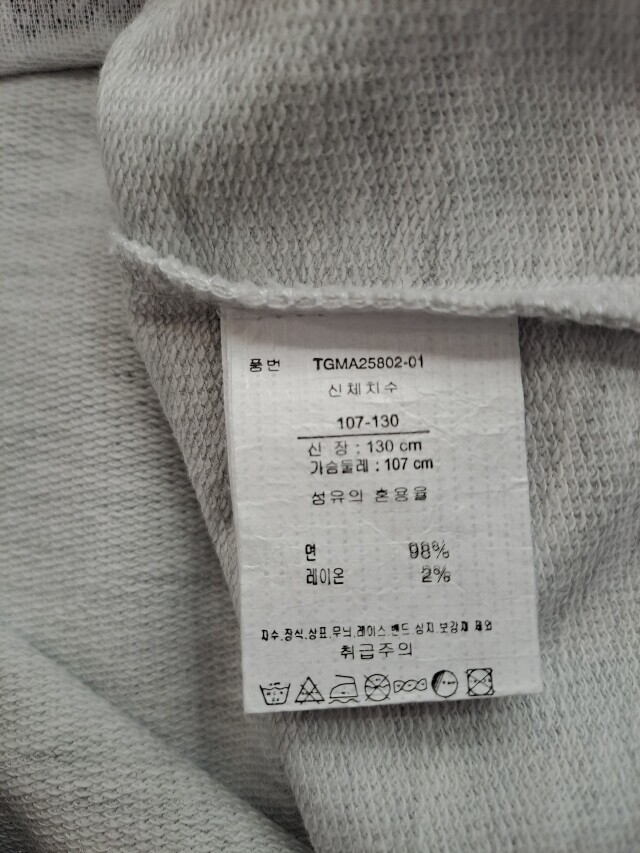 품번 TGMA25802-01
신체치수
107-130
신 장 : 130 cm
가슴둘레 : 107 cm
섬유의 혼용율
면 98%
레이온 2%
자수.장식.상표.무늬.레이스.밴드 심지.보강재 제외
취급주의